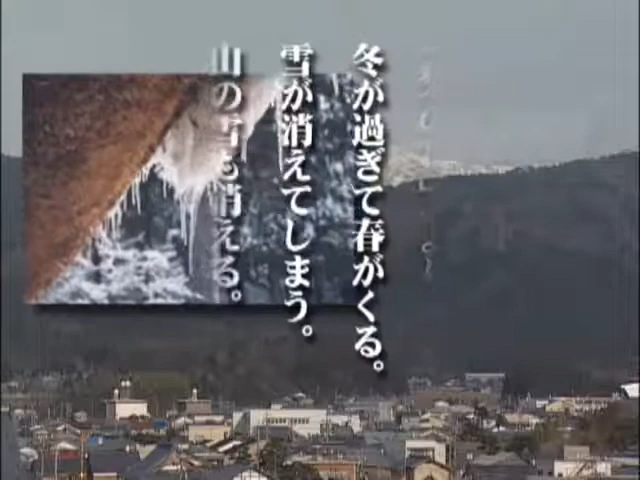 冬が過ぎて春がくる。
雪が消えてしまう。
山の雪も消える。